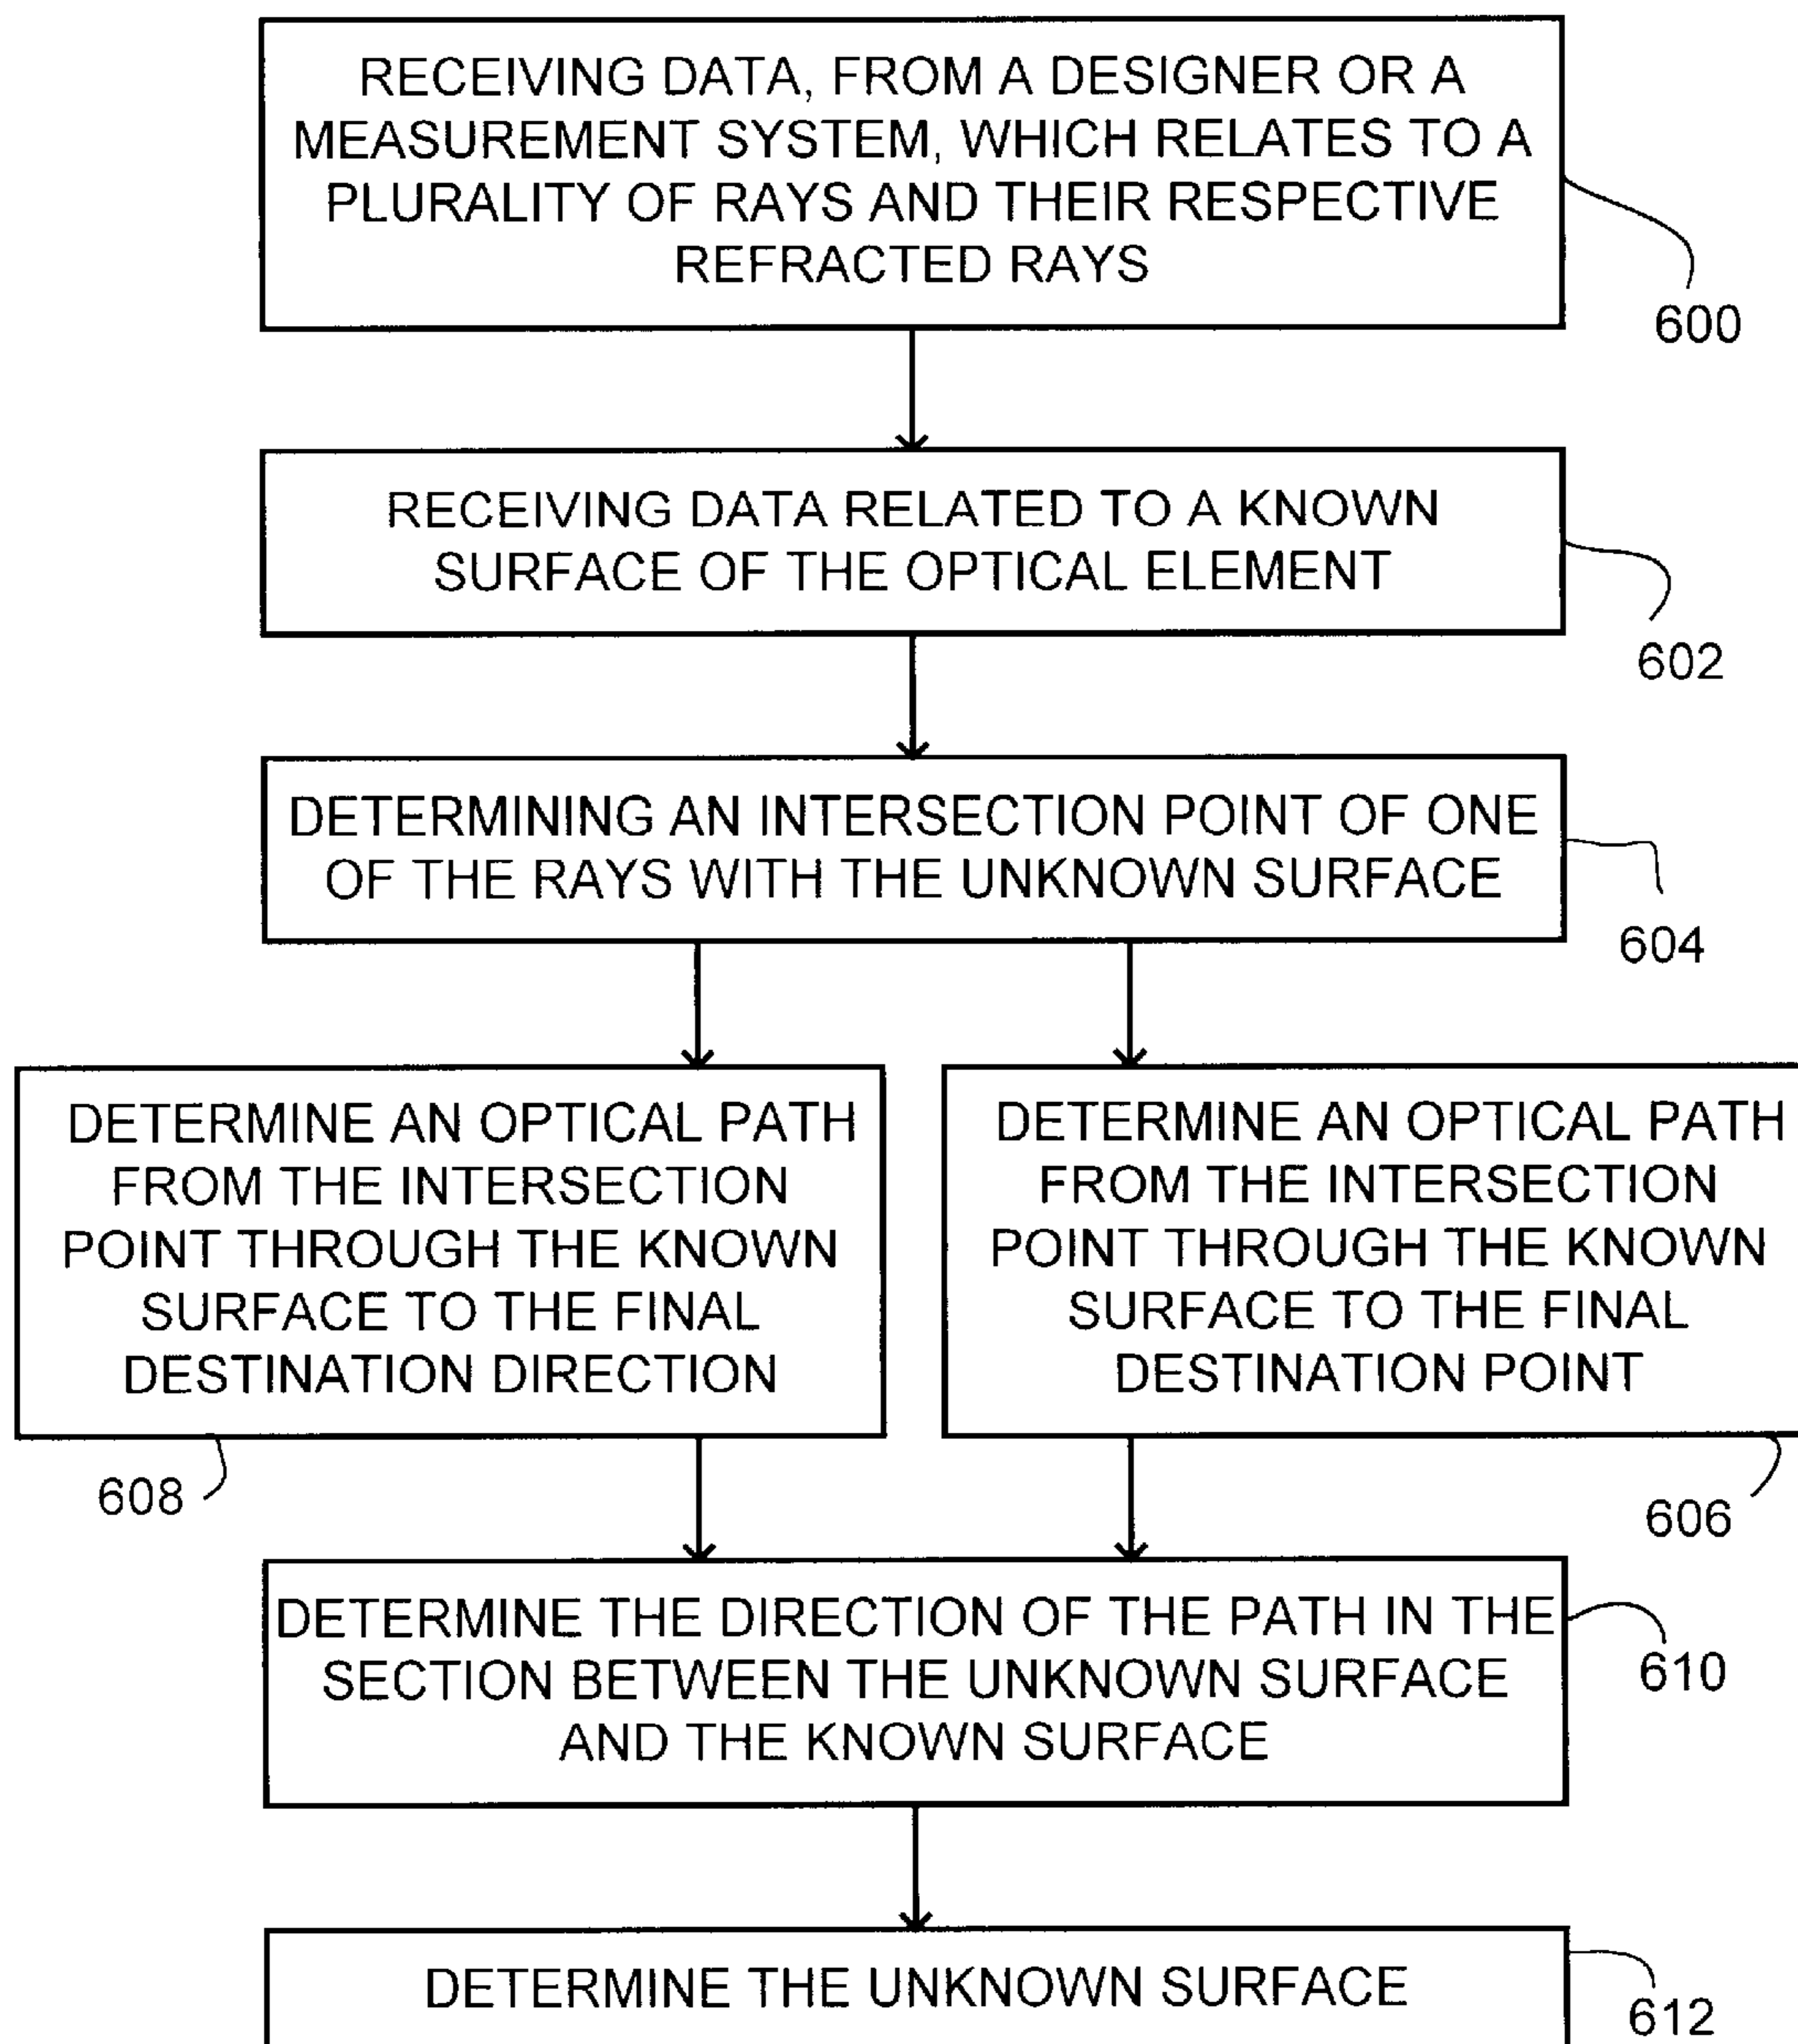 RECEIVING DATA, FROM A DESIGNER OR A
MEASUREMENT SYSTEM, WHICH RELATES TO A
PLURALITY OF RAYS AND THEIR RESPECTIVE
REFRACTED RAYS
600
RECEIVING DATA RELATED TO A KNOWN
SURFACE OF THE OPTICAL ELEMENT
602
DETERMINING AN INTERSECTION POINT OF ONE
OF THE RAYS WITH THE UNKNOWN SURFACE
604
DETERMINE AN OPTICAL PATH
FROM THE INTERSECTION
POINT THROUGH THE KNOWN
SURFACE TO THE FINAL
DESTINATION DIRECTION
608
DETERMINE AN OPTICAL PATH
FROM THE INTERSECTION
POINT THROUGH THE KNOWN
SURFACE TO THE FINAL
DESTINATION POINT
606
DETERMINE THE DIRECTION OF THE PATH IN THE
SECTION BETWEEN THE UNKNOWN SURFACE
AND THE KNOWN SURFACE
610
DETERMINE THE UNKNOWN SURFACE
612